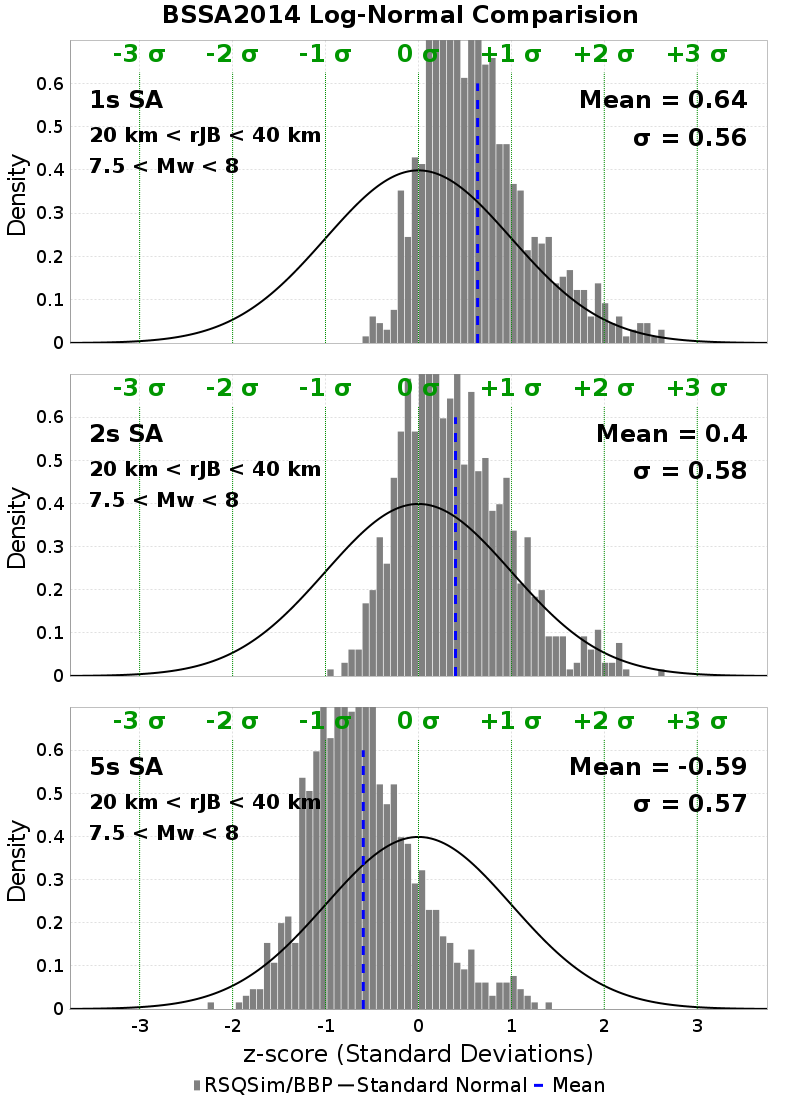 BSSA2014 Log-Normal Comparision
-3 σ -2 σ -1 σ 0 σ +1 σ +2 σ +3 σ
0.6
1s SA Mean = 0.64
0.5
20 km < rJB < 40 km σ = 0.56
7.5 < Mw < 8
0.4
0.3
0.2
0.1
0
Density
-3 σ -2 σ -1 σ 0 σ +1 σ +2 σ +3 σ
0.6
2s SA Mean = 0.4
0.5
20 km < rJB < 40 km σ = 0.58
7.5 < Mw < 8
0.4
0.3
0.2
0.1
0
Density
-3 σ -2 σ -1 σ 0 σ +1 σ +2 σ +3 σ
0.6
5s SA Mean = -0.59
0.5
20 km < rJB < 40 km σ = 0.57
7.5 < Mw < 8
0.4
0.3
0.2
0.1
0
Density
-3 -2 -1 0 1 2 3
z-score (Standard Deviations)
RSQSim/BBP Standard Normal Mean